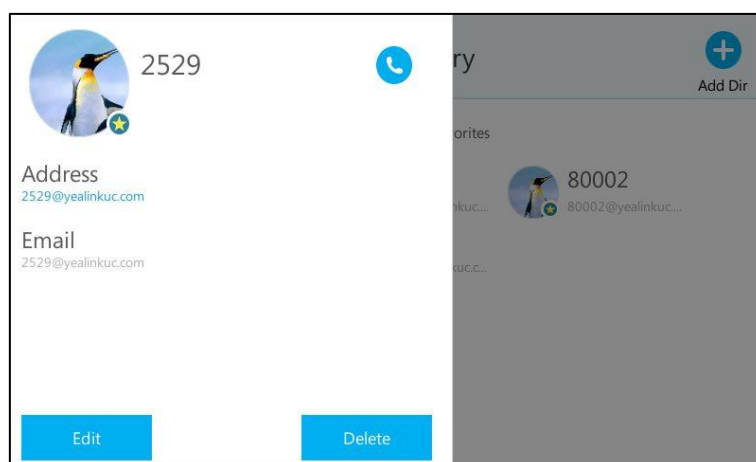 2529
Address
2529@yealinkuc.com
Email
2529@yealinkuc.com
Edit
Delete
ry
Add Dir
orites
80002
80002@yealinkuc....
kuc....
kuc.c...